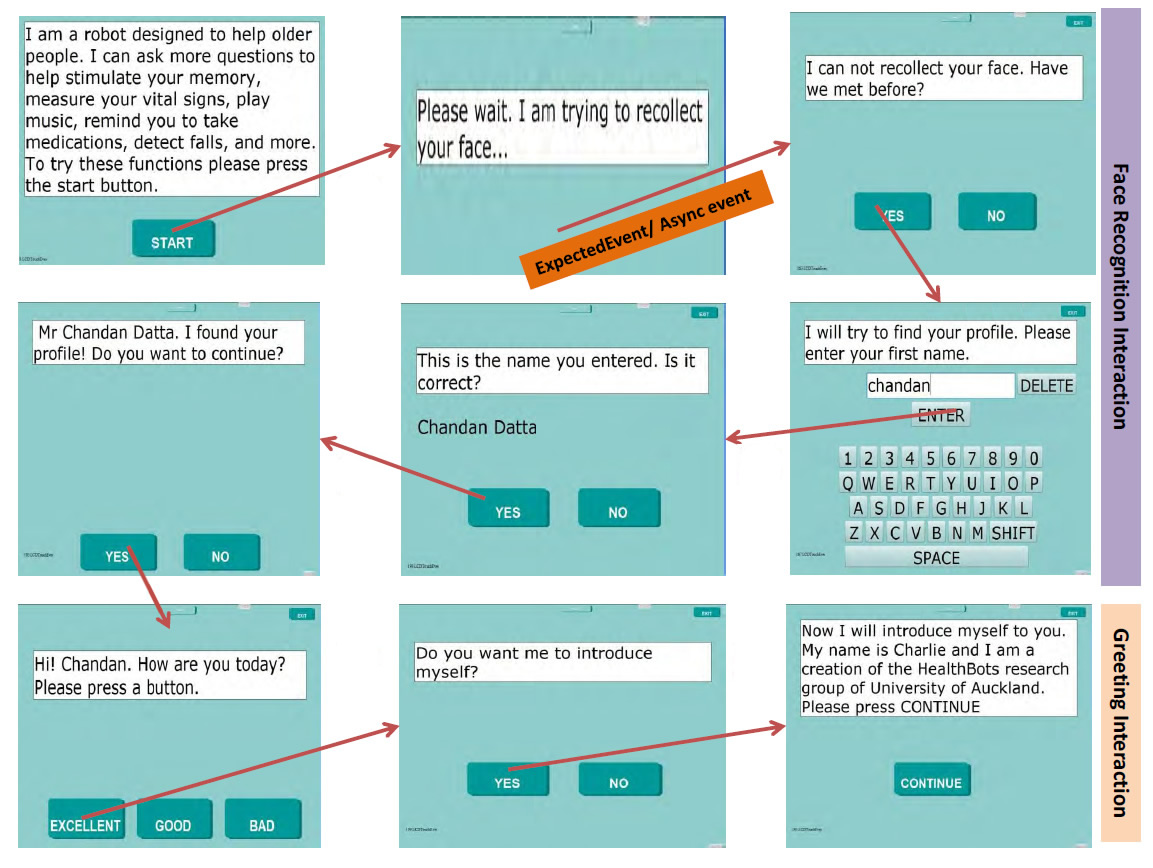 I am a robot designed to help older
people. I can ask more questions to
help stimulate your memory,
measure your vital signs, play
music, remind you to take
medications, detect falls, and more.
To try these functions please press
the start button.
START
Please wait. I am trying to recollect
your face...
ExpectedEvent/ Async event
EXIT
I can not recollect your face. Have
we met before?
YES
NO
Face Recognition Interaction
Mr Chandan Datta. I found your
profile! Do you want to continue?
YES
NO
EXIT
This is the name you entered. Is it
correct?
Chandan Datta
YES
NO
EXIT
I will try to find your profile. Please
enter your first name.
chandan
DELETE
ENTER
1 2 3 4 5 6 7 8 9 0
Q W E R T Y U I O P
A S D F G H J K L
Z X C V B N M SHIFT
SPACE
EXIT
Hi! Chandan. How are you today?
Please press a button.
EXCELLENT
GOOD
BAD
EXIT
Do you want me to introduce
myself?
YES
NO
EXIT
Now I will introduce myself to you.
My name is Charlie and I am a
creation of the HealthBots research
group of University of Auckland.
Please press CONTINUE
CONTINUE
Greeting Interaction